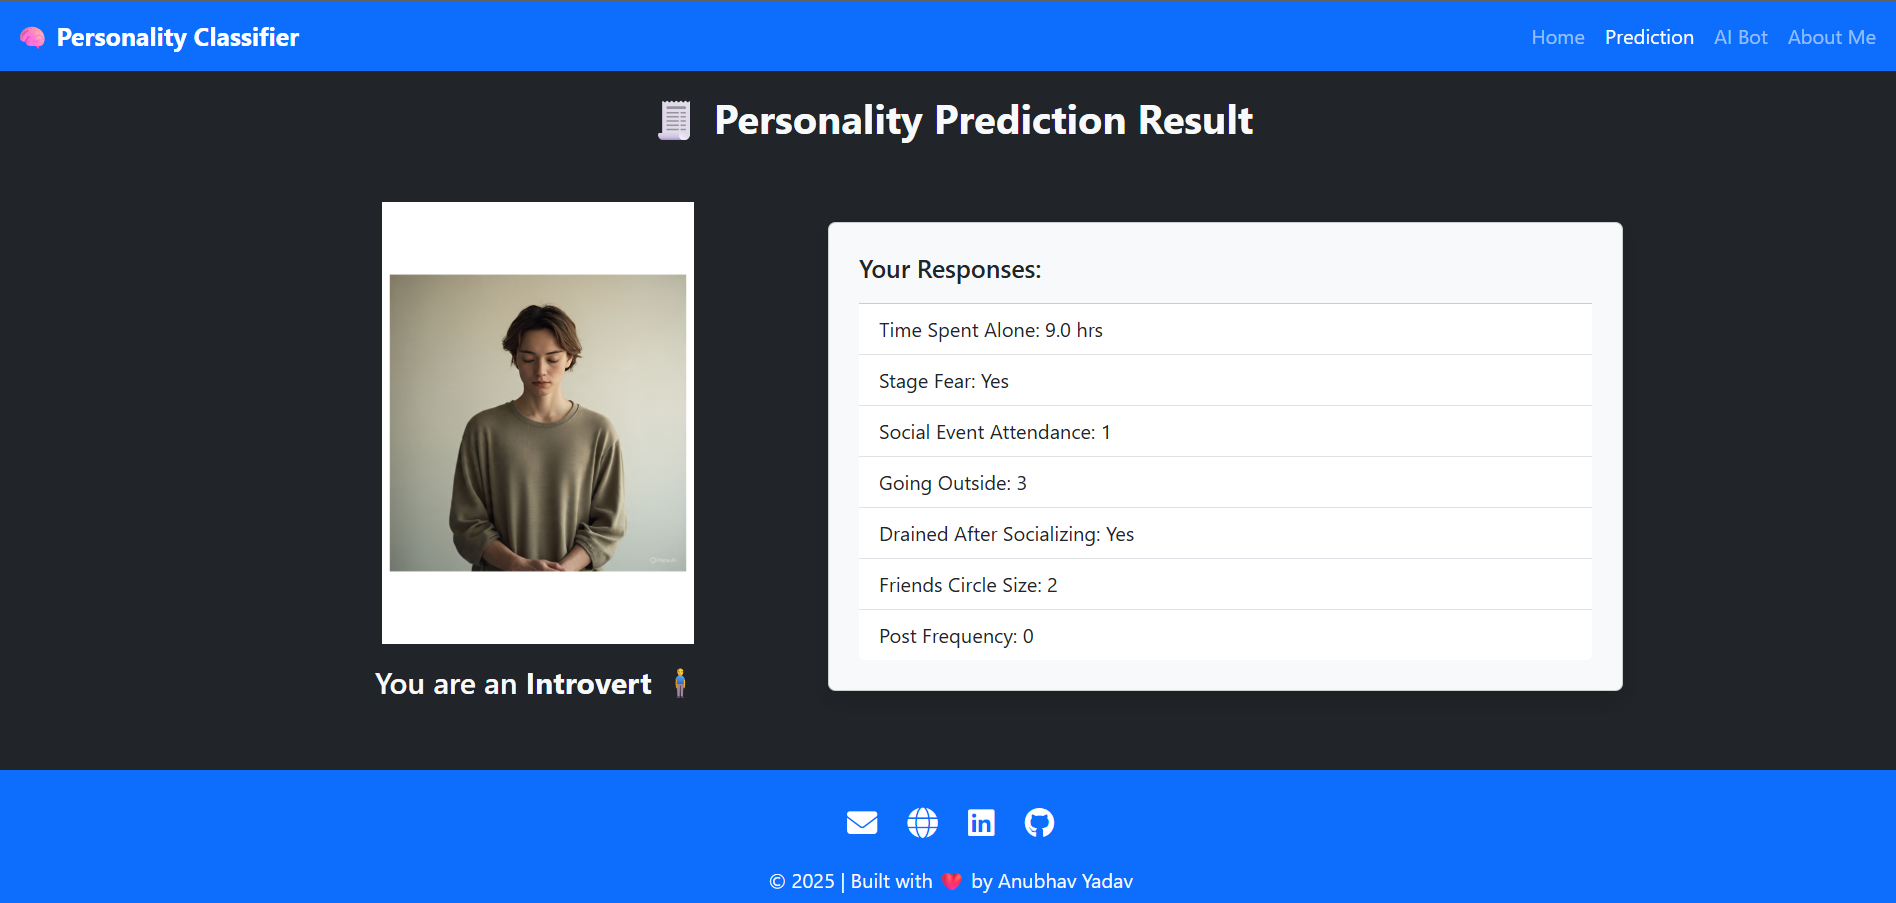 Personality Classifier
Home Prediction AI Bot About Me
Personality Prediction Result
You are an Introvert
Your Responses:
Time Spent Alone: 9.0 hrs
Stage Fear: Yes
Social Event Attendance: 1
Going Outside: 3
Drained After Socializing: Yes
Friends Circle Size: 2
Post Frequency: 0
© 2025 | Built with ❤️ by Anubhav Yadav